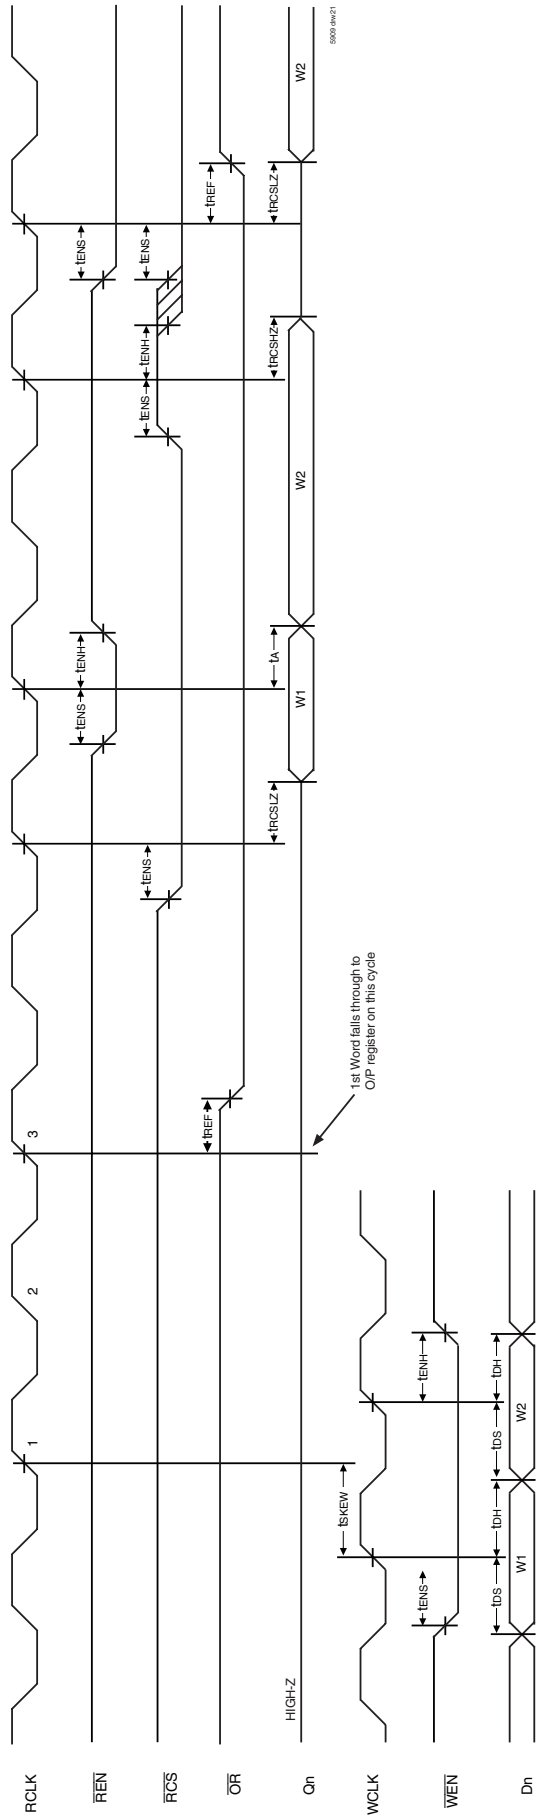 RCLK 1 2 3
REN tENS tENH tENS
RCS tENS tENS tENH tENS
OR tREF tREF
tRCSLZ tA tRCSHZ tRCSLZ
Qn HIGH-Z W1 W2 W2
5909 drw21
1st Word falls through to
O/P register on this cycle
tSKEW
WCLK
WEN tENS tENH
tDS tDH tDS tDH
Dn W1 W2